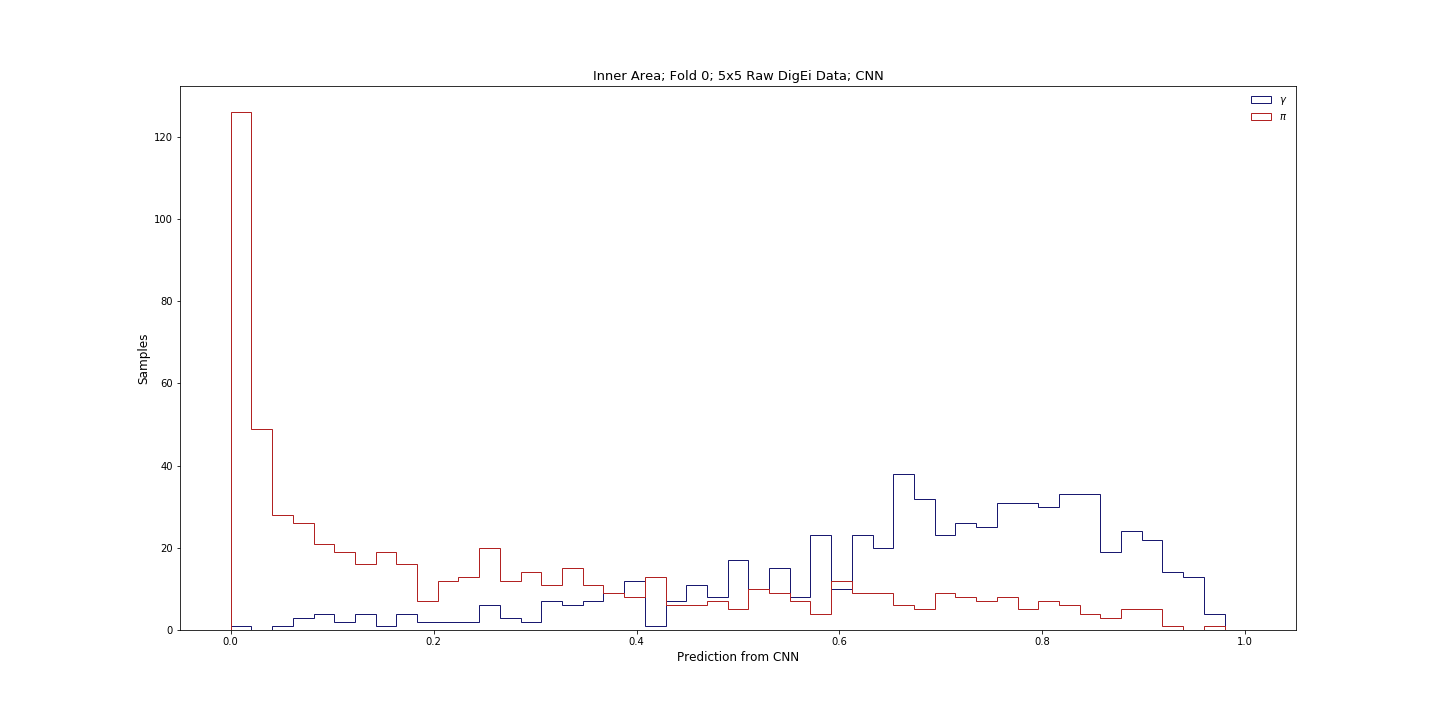 Inner Area; Fold 0; 5x5 Raw DigEi Data; CNN
γ
π
120
100
80
60
40
20
0
Samples
0.0 0.2 0.4 0.6 0.8 1.0
Prediction from CNN